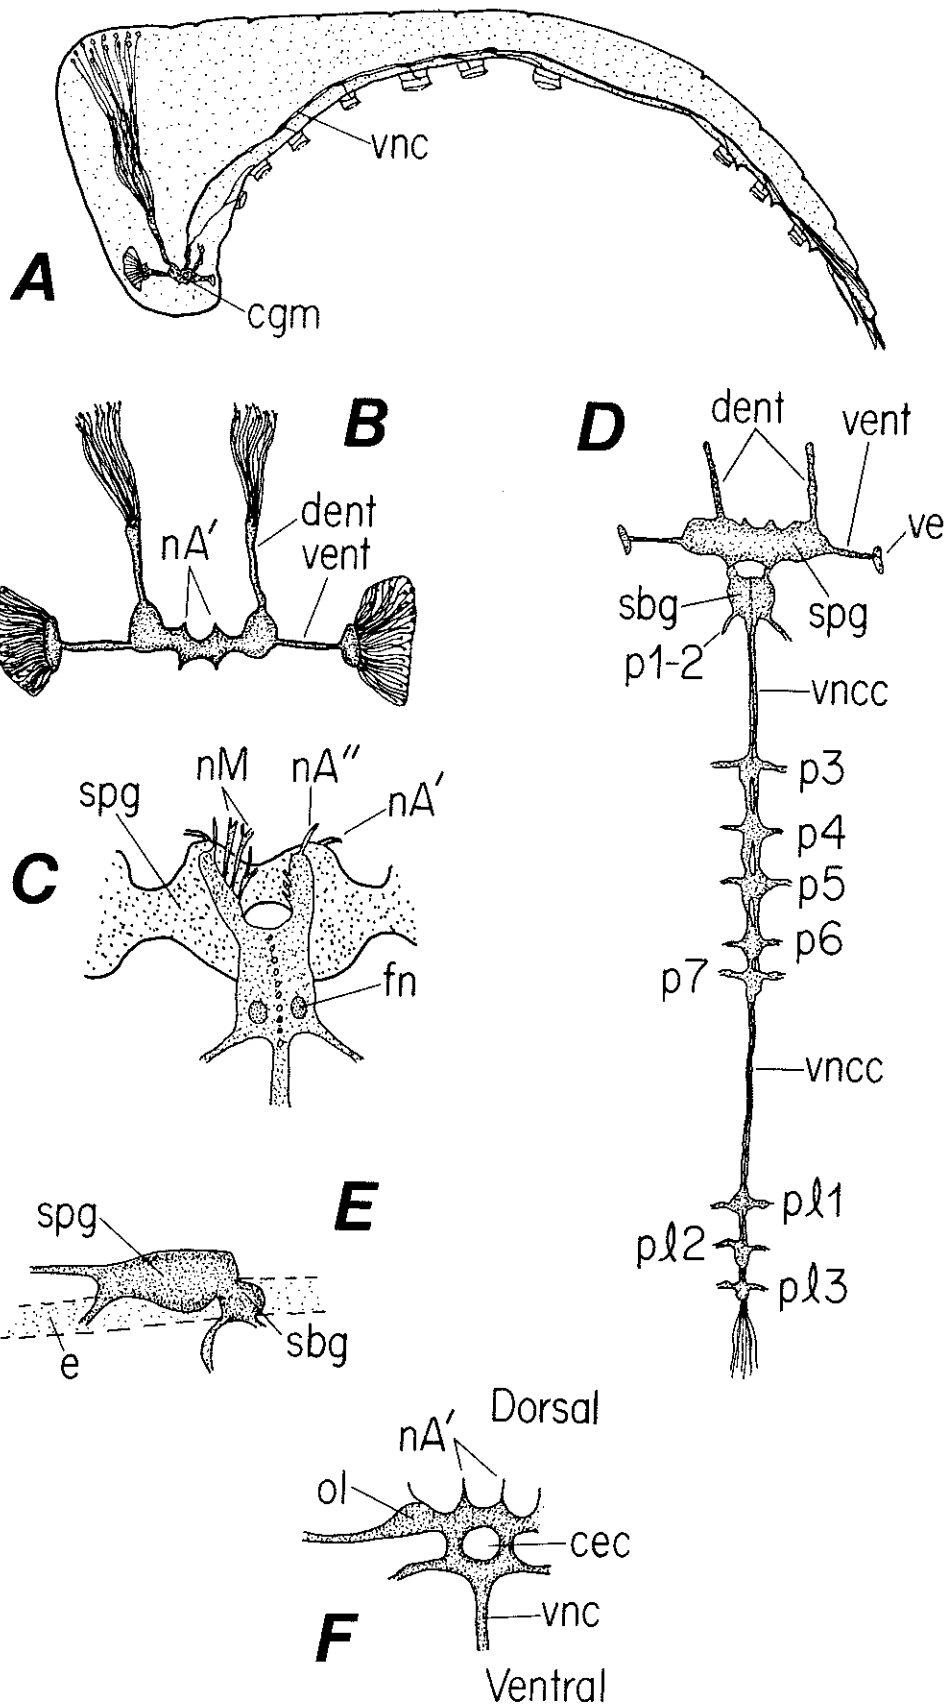 vnc
A
cgm
B
nA'
dent
vent
D
dent
vent
ve
sbg
spg
p1-2
vncc
p3
p4
p5
p6
p7
vncc
pℓ1
pℓ2
pℓ3
C
spg
nM
nA"
nA'
fn
E
spg
e
sbg
Dorsal
nA'
ol
cec
vnc
F
Ventral